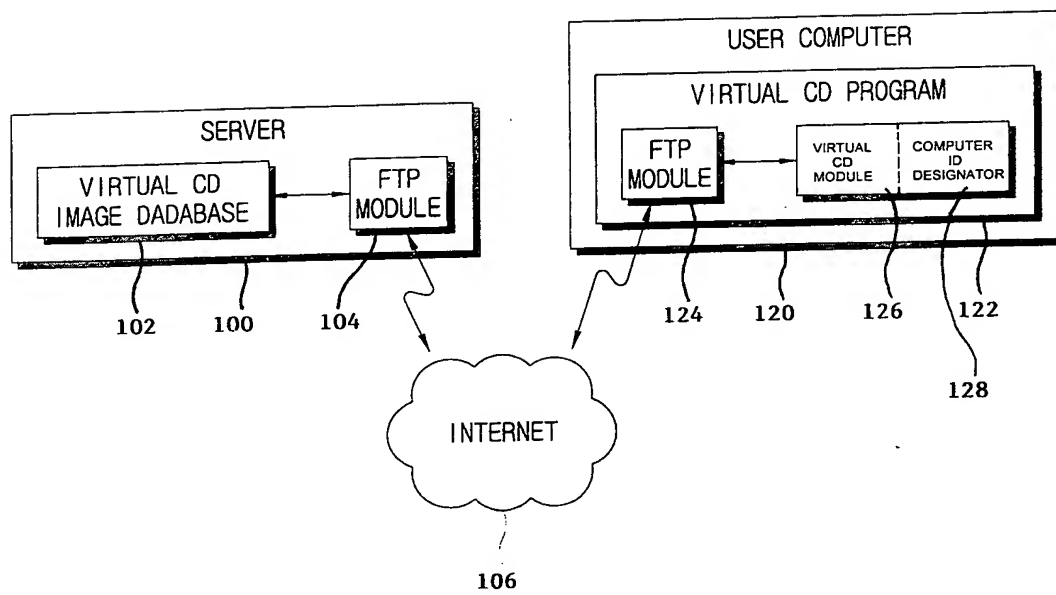 SERVER
VIRTUAL CD
IMAGE DADABASE
FTP
MODULE
102
100
104
USER COMPUTER
VIRTUAL CD PROGRAM
FTP
MODULE
VIRTUAL
CD
MODULE
COMPUTER
ID
DESIGNATOR
124
120
126
122
128
INTERNET
106